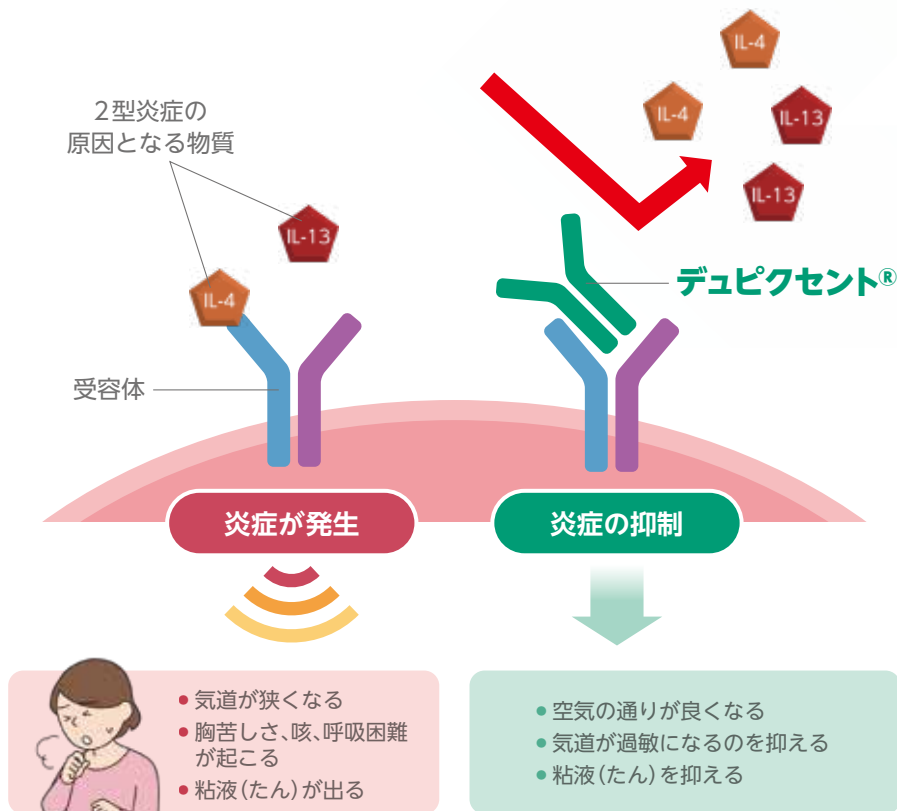 2型炎症の
原因となる物質
IL-13
IL-4
受容体
IL-4
IL-4
IL-13
IL-13
デュピクセント®
炎症が発生
炎症の抑制
• 気道が狭くなる
• 胸苦しさ、咳、呼吸困難
が起こる
• 粘液(たん)が出る
• 空気の通りが良くなる
• 気道が過敏になるのを抑える
• 粘液(たん)を抑える